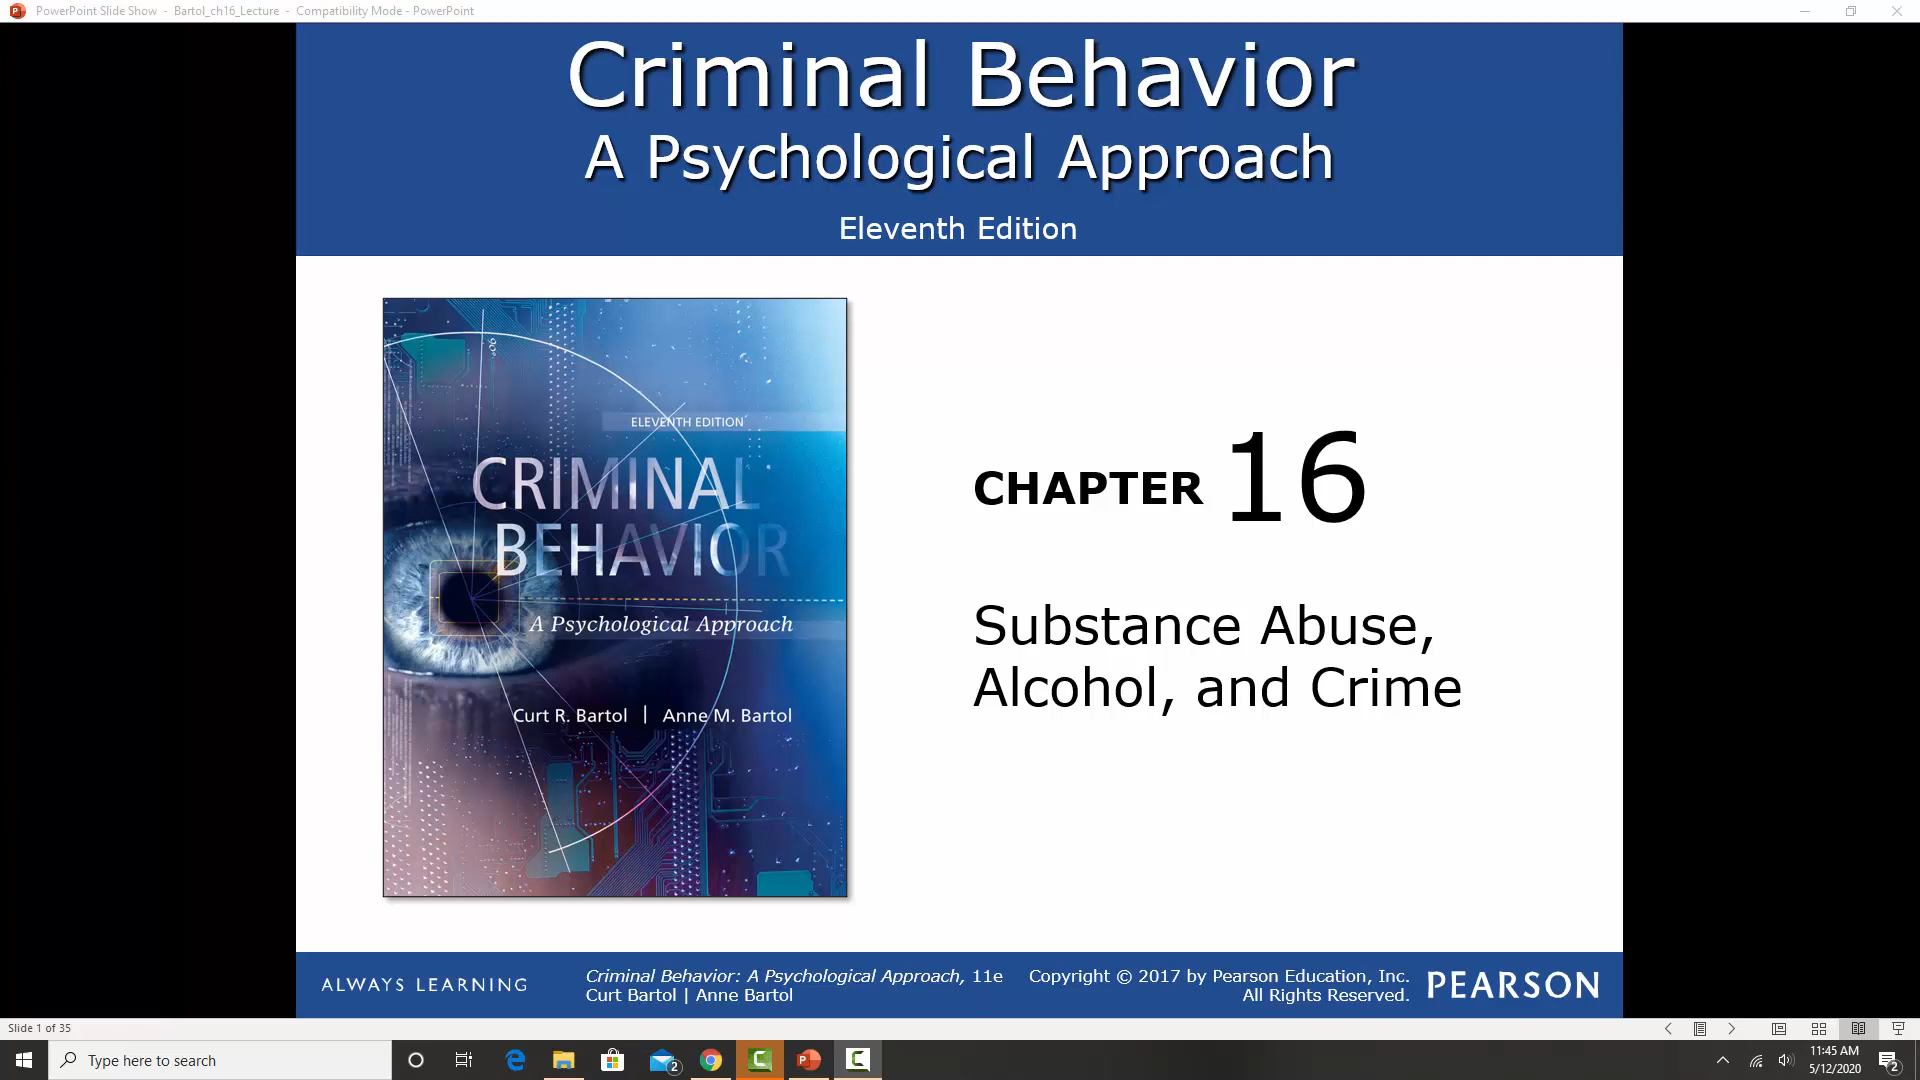 PowerPoint Slide Show - Bartol_ch16_Lecture - Compatibility Mode - PowerPoint
Criminal Behavior
A Psychological Approach
Eleventh Edition
90°
ELEVENTH EDITION
CRIMINAL
BEHAVIOR
A Psychological Approach
Curt R. Bartol | Anne M. Bartol
CHAPTER 16
Substance Abuse,
Alcohol, and Crime
ALWAYS LEARNING
Criminal Behavior: A Psychological Approach, 11e
Curt Bartol | Anne Bartol
Copyright © 2017 by Pearson Education, Inc.
All Rights Reserved.
PEARSON
Slide 1 of 35
Type here to search
2
11:45 AM
5/12/2020
2